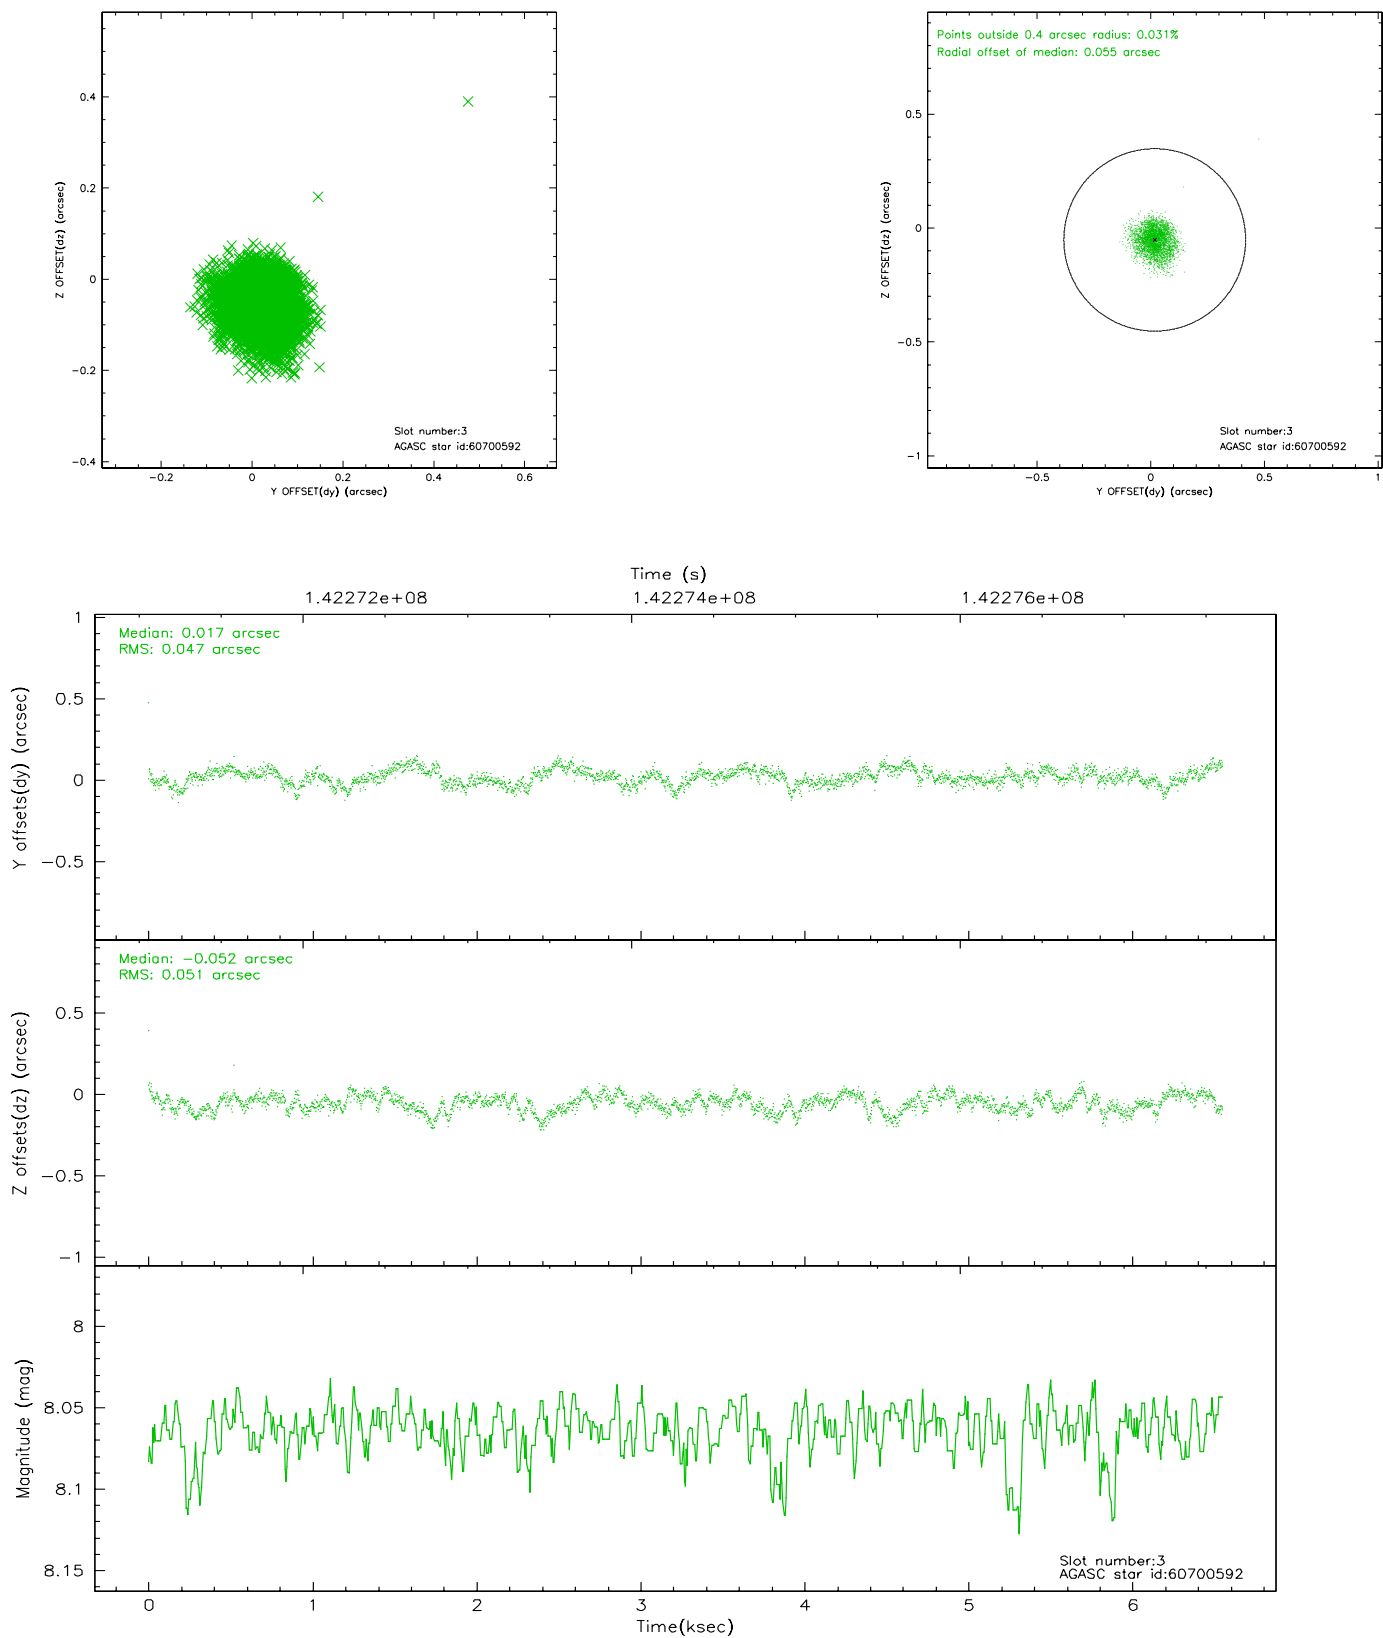 0.4
0.2
0
−0.2
−0.4
−0.2
0
0.2
0.4
0.6
Z OFFSET(dz) (arcsec)
Y OFFSET(dy) (arcsec)
Slot number:3
AGASC star id:60700592
Points outside 0.4 arcsec radius: 0.031%
Radial offset of median: 0.055 arcsec
0.5
0
−0.5
−1
−0.5
0
0.5
1
Z OFFSET(dz) (arcsec)
Y OFFSET(dy) (arcsec)
Slot number:3
AGASC star id:60700592
Time (s)
1.42272e+08
1.42274e+08
1.42276e+08
Median: 0.017 arcsec
RMS: 0.047 arcsec
1
0.5
0
−0.5
Y offsets(dy) (arcsec)
Median: −0.052 arcsec
RMS: 0.051 arcsec
0.5
0
−0.5
−1
Z offsets(dz) (arcsec)
8
8.05
8.1
8.15
Magnitude (mag)
Slot number:3
AGASC star id:60700592
0
1
2
3
4
5
6
Time(ksec)